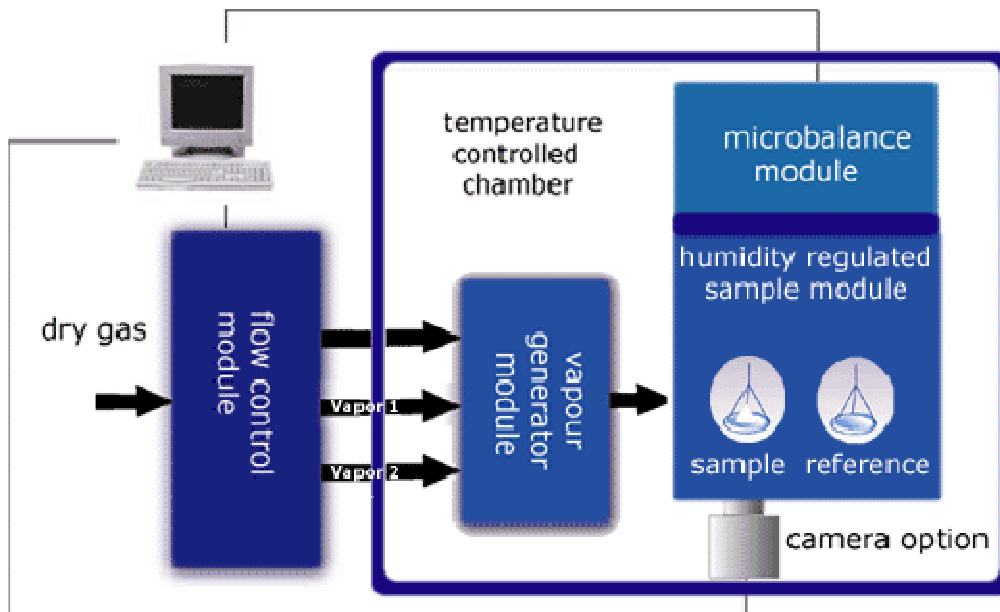 temperature
controlled
chamber
microbalance
module
humidity regulated
sample module
dry gas
flow control
module
Vapor 1
Vapor 2
vapour
generator
module
sample
reference
camera option